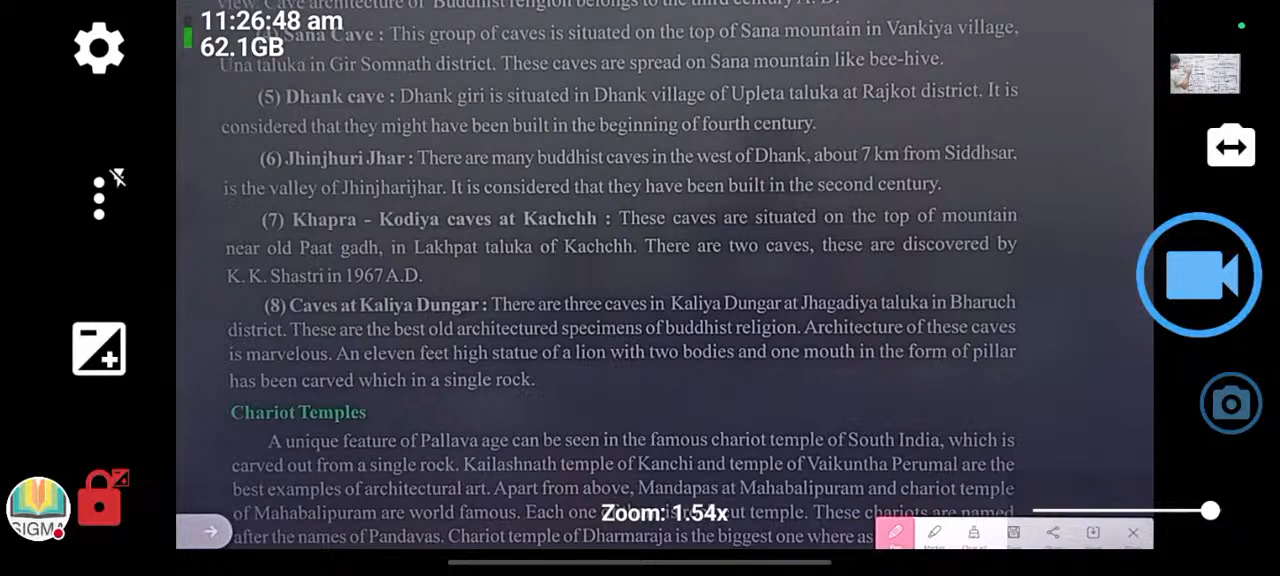 view. Cave architecture of Buddhist religion belongs to the third century A. D.
11:26:48 am
62.1GB
Sana Cave : This group of caves is situated on the top of Sana mountain in Vankiya village,
Una taluka in Gir Somnath district. These caves are spread on Sana mountain like bee-hive.
(5) Dhank cave : Dhank giri is situated in Dhank village of Upleta taluka at Rajkot district. It is
considered that they might have been built in the beginning of fourth century.
(6) Jhinjhuri Jhar : There are many buddhist caves in the west of Dhank, about 7 km from Siddhsar,
is the valley of Jhinjharijhar. It is considered that they have been built in the second century.
(7) Khapra - Kodiya caves at Kachchh : These caves are situated on the top of mountain
near old Paat gadh, in Lakhpat taluka of Kachchh. There are two caves, these are discovered by
K. K. Shastri in 1967 A.D.
(8) Caves at Kaliya Dungar : There are three caves in Kaliya Dungar at Jhagadiya taluka in Bharuch
district. These are the best old architectured specimens of buddhist religion. Architecture of these caves
is marvelous. An eleven feet high statue of a lion with two bodies and one mouth in the form of pillar
has been carved which in a single rock.
Chariot Temples
A unique feature of Pallava age can be seen in the famous chariot temple of South India, which is
carved out from a single rock. Kailashnath temple of Kanchi and temple of Vaikuntha Perumal are the
best examples of architectural art. Apart from above, Mandapas at Mahabalipuram and chariot temple
of Mahabalipuram are world famous. Each one temple. These chariots are named
Zoom: 1.54x
after the names of Pandavas. Chariot temple of Dharmaraja is the biggest one where as
SIGMA